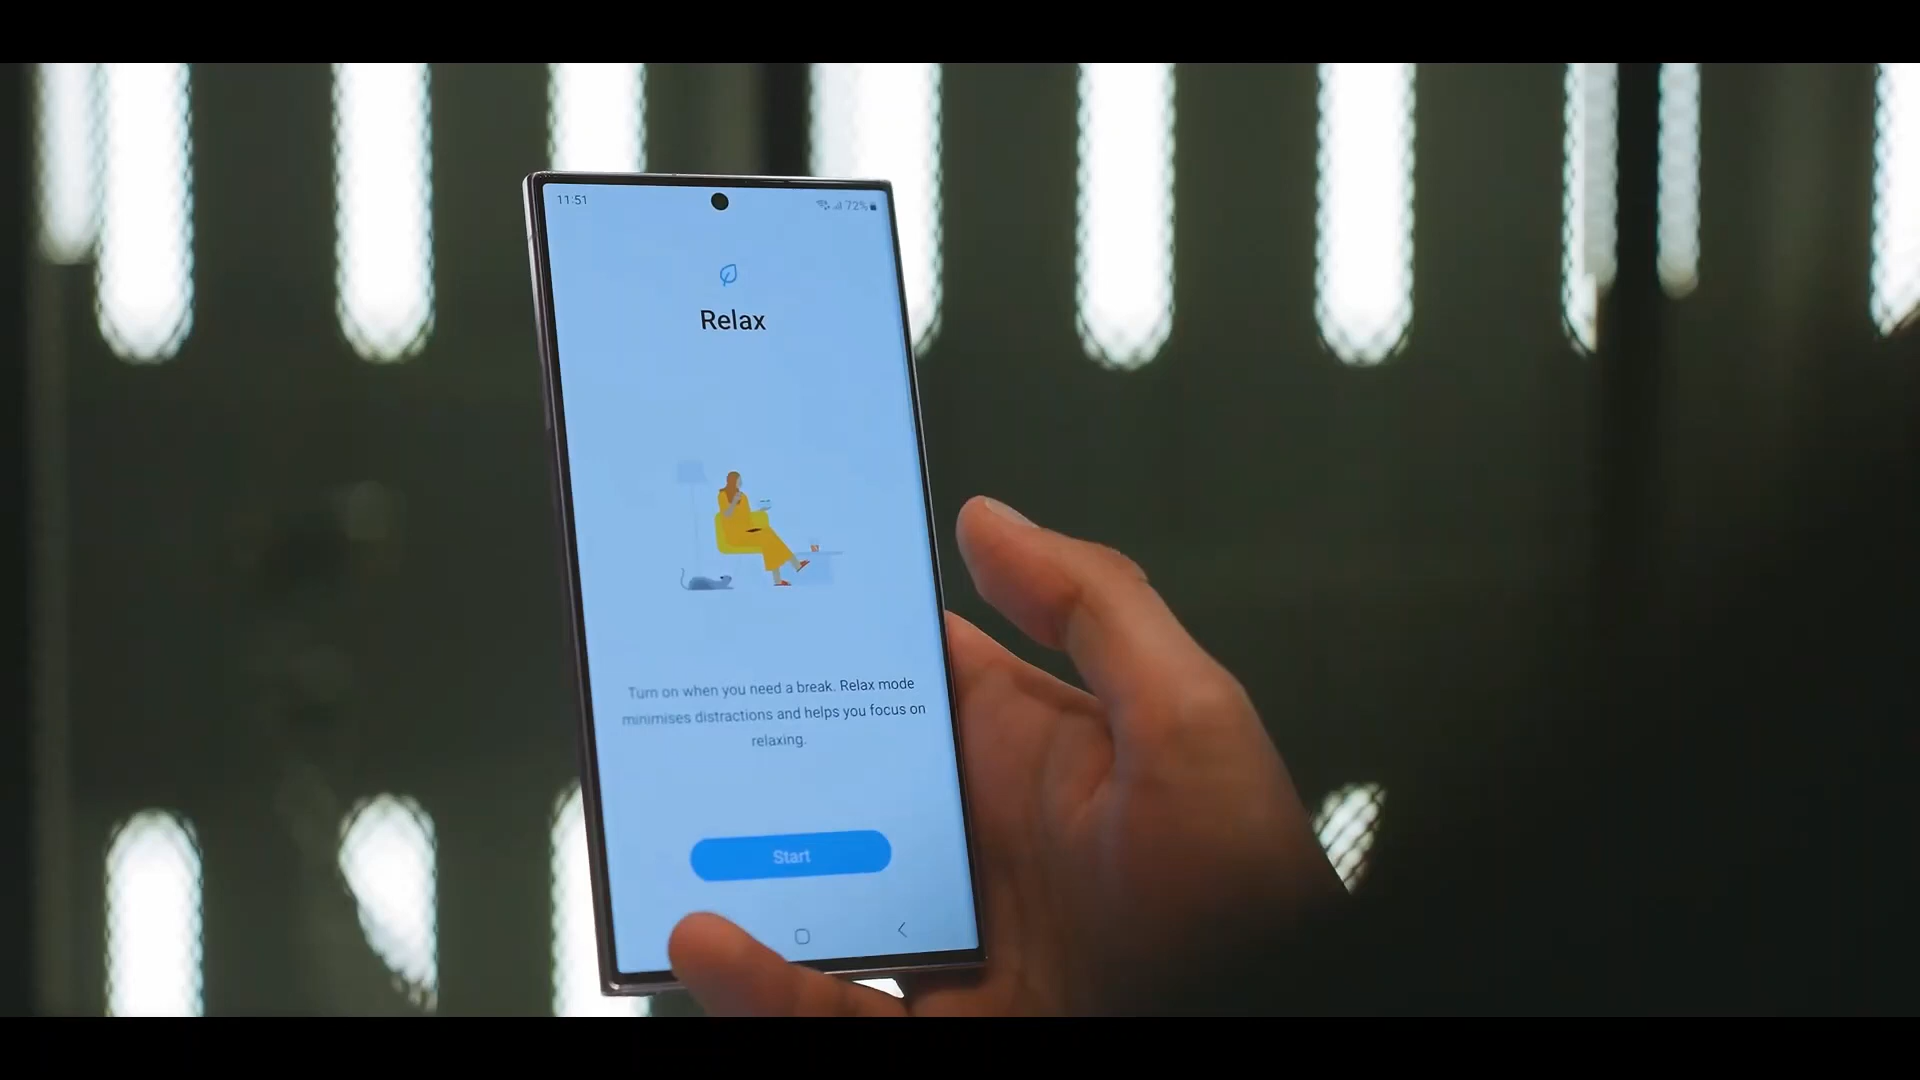 11:51
72%
Relax
Turn on when you need a break. Relax mode
minimises distractions and helps you focus on
relaxing.
Start